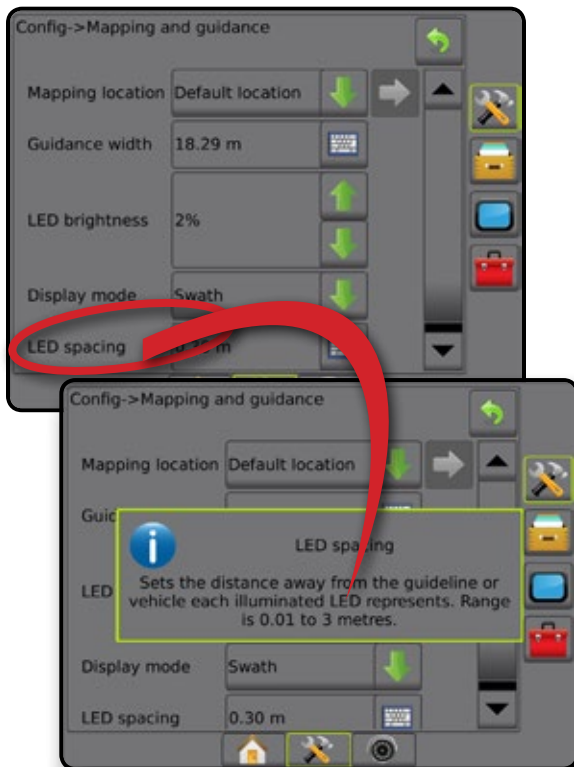 Config->Mapping and guidance
Mapping location Default location
Guidance width 18.29 m
LED brightness 2%
Display mode Swath
LED spacing m
Config->Mapping and guidance
Mapping location Default location
Guid
LED spacing
LED Sets the distance away from the guideline or
vehicle each illuminated LED represents. Range
is 0.01 to 3 metres.
Display mode Swath
LED spacing 0.30 m